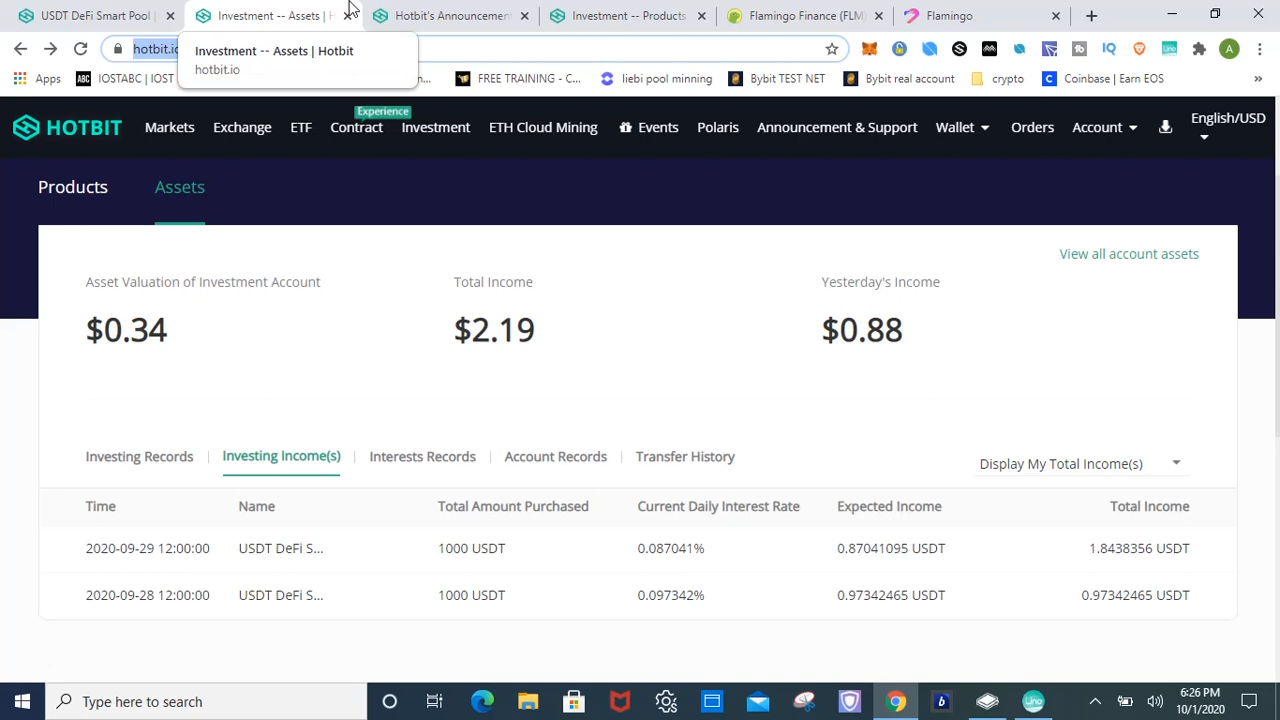 USDT DeFi Smart Pool |
Investment -- Assets | H
Hotbit's Announcement
Investment -- Products
Flamingo Finance (FLM)
Flamingo
hotbit.io
Investment -- Assets | Hotbit
hotbit.io
A
Apps
ABC
IOSTABC | IOST
FREE TRAINING - C...
liebi pool minning
Bybit TEST NET
Bybit real account
crypto
C
Coinbase | Earn EOS
»
HOTBIT
Markets
Exchange
ETF
Experience
Contract
Investment
ETH Cloud Mining
Events
Polaris
Announcement & Support
Wallet
Orders
Account
English/USD
Products
Assets
View all account assets
Asset Valuation of Investment Account
Total Income
Yesterday's Income
$0.34
$2.19
$0.88
Investing Records
Investing Income(s)
Interests Records
Account Records
Transfer History
Display My Total Income(s)
Time Name Total Amount Purchased Current Daily Interest Rate Expected Income Total Income
2020-09-29 12:00:00 USDT DeFi S... 1000 USDT 0.087041% 0.87041095 USDT 1.8438356 USDT
2020-09-28 12:00:00 USDT DeFi S... 1000 USDT 0.097342% 0.97342465 USDT 0.97342465 USDT
Type here to search
6:26 PM
10/1/2020